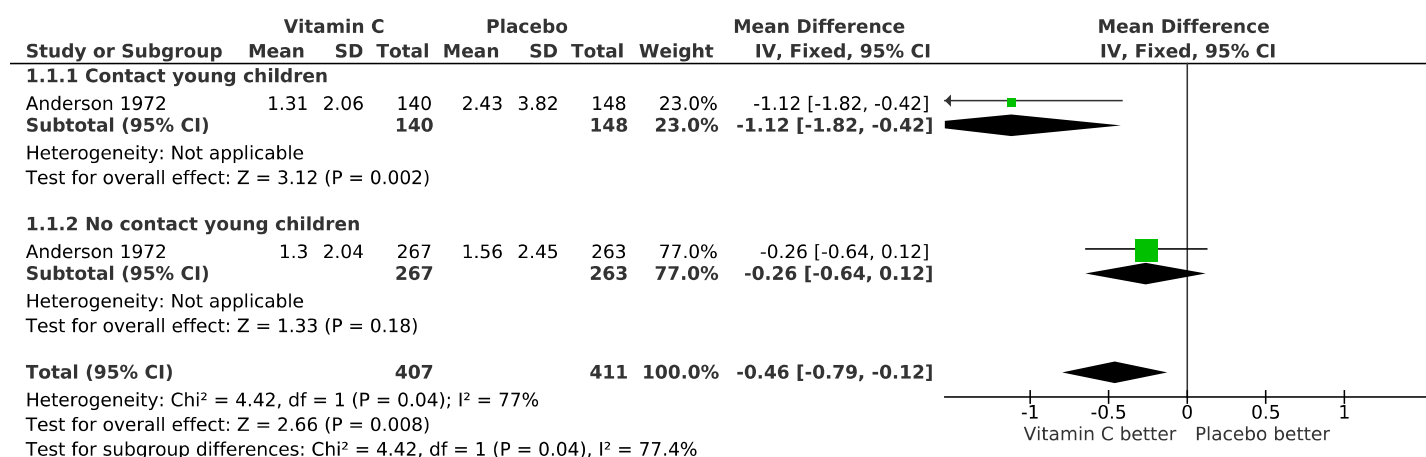 Vitamin C Placebo Mean Difference Mean Difference
Study or Subgroup Mean SD Total Mean SD Total Weight IV, Fixed, 95% CI IV, Fixed, 95% CI
1.1.1 Contact young children
Anderson 1972 1.31 2.06 140 2.43 3.82 148 23.0% -1.12 [-1.82, -0.42]
Subtotal (95% CI) 140 148 23.0% -1.12 [-1.82, -0.42]
Heterogeneity: Not applicable
Test for overall effect: Z = 3.12 (P = 0.002)
1.1.2 No contact young children
Anderson 1972 1.3 2.04 267 1.56 2.45 263 77.0% -0.26 [-0.64, 0.12]
Subtotal (95% CI) 267 263 77.0% -0.26 [-0.64, 0.12]
Heterogeneity: Not applicable
Test for overall effect: Z = 1.33 (P = 0.18)
Total (95% CI) 407 411 100.0% -0.46 [-0.79, -0.12]
Heterogeneity: Chi² = 4.42, df = 1 (P = 0.04); I² = 77%
Test for overall effect: Z = 2.66 (P = 0.008)
Test for subgroup differences: Chi² = 4.42, df = 1 (P = 0.04), I² = 77.4%
-1 -0.5 0 0.5 1
Vitamin C better Placebo better